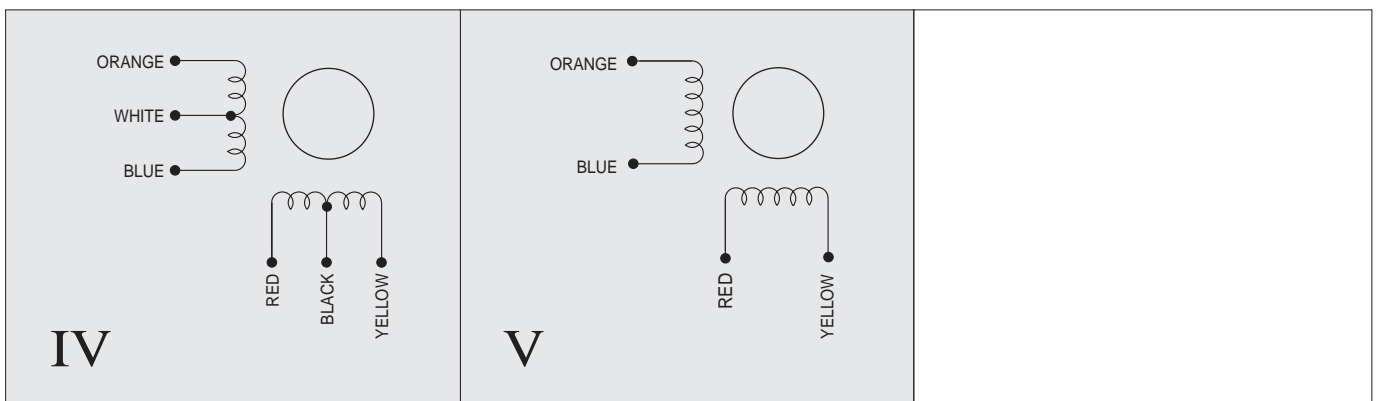 ORANGE
WHITE
BLUE
RED
BLACK
YELLOW
IV
ORANGE
BLUE
RED
YELLOW
V